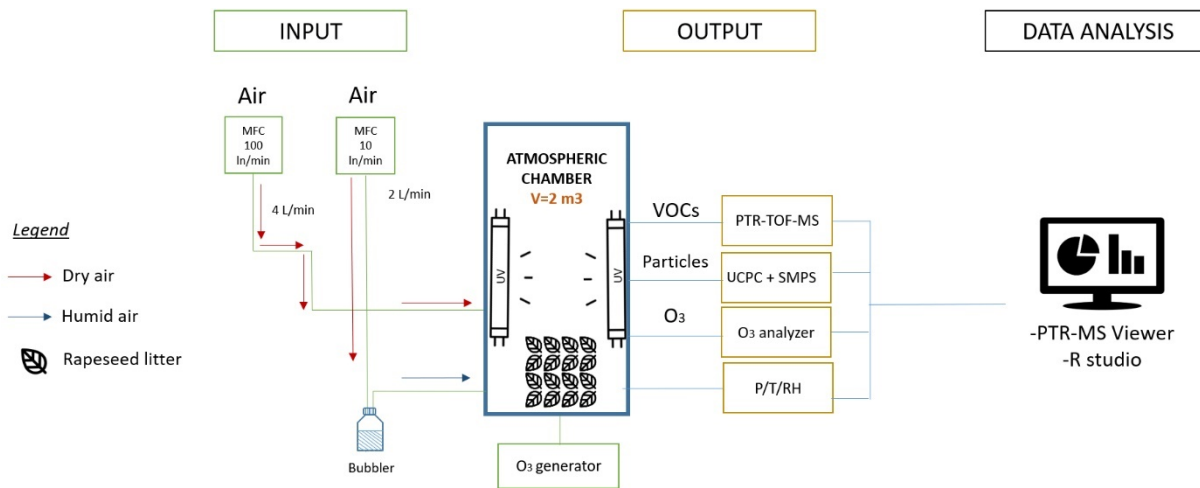 INPUT
OUTPUT
DATA ANALYSIS
Air
Air
MFC
100
ln/min
MFC
10
ln/min
4 L/min
2 L/min
ATMOSPHERIC
CHAMBER
V=2 m3
UV
UV
VOCs
PTR-TOF-MS
Particles
UCPC + SMPS
O₃
O₃ analyzer
P/T/RH
Legend
Dry air
Humid air
Rapeseed litter
Bubbler
O₃ generator
-PTR-MS Viewer
-R studio